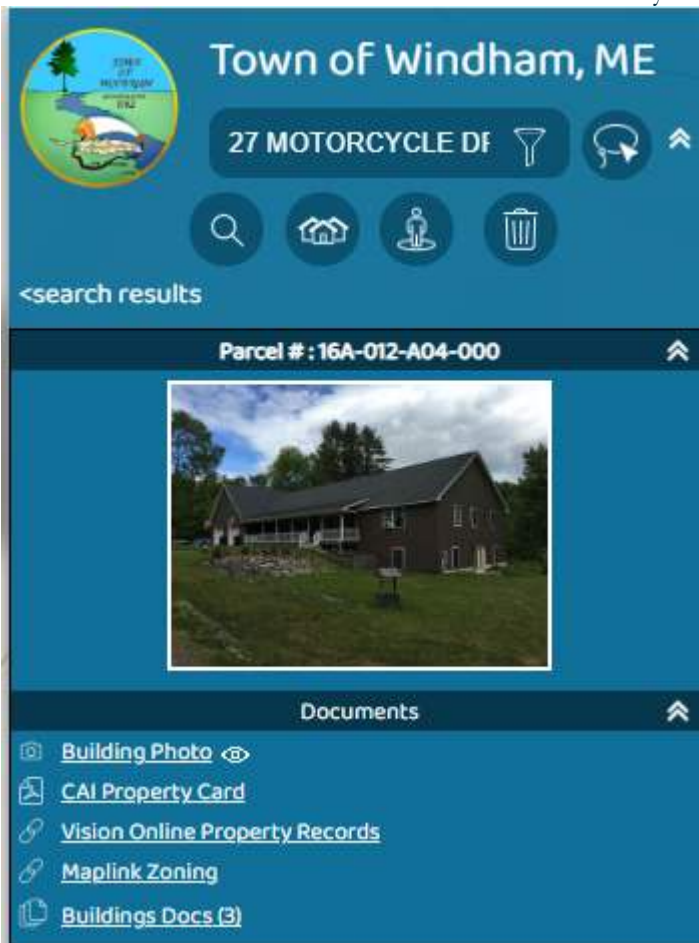 Town of Windham, ME
27 MOTORCYCLE DF
<search results
Parcel # : 16A-012-A04-000
Documents
Building Photo
CAI Property Card
Vision Online Property Records
Maplink Zoning
Buildings Docs (3)